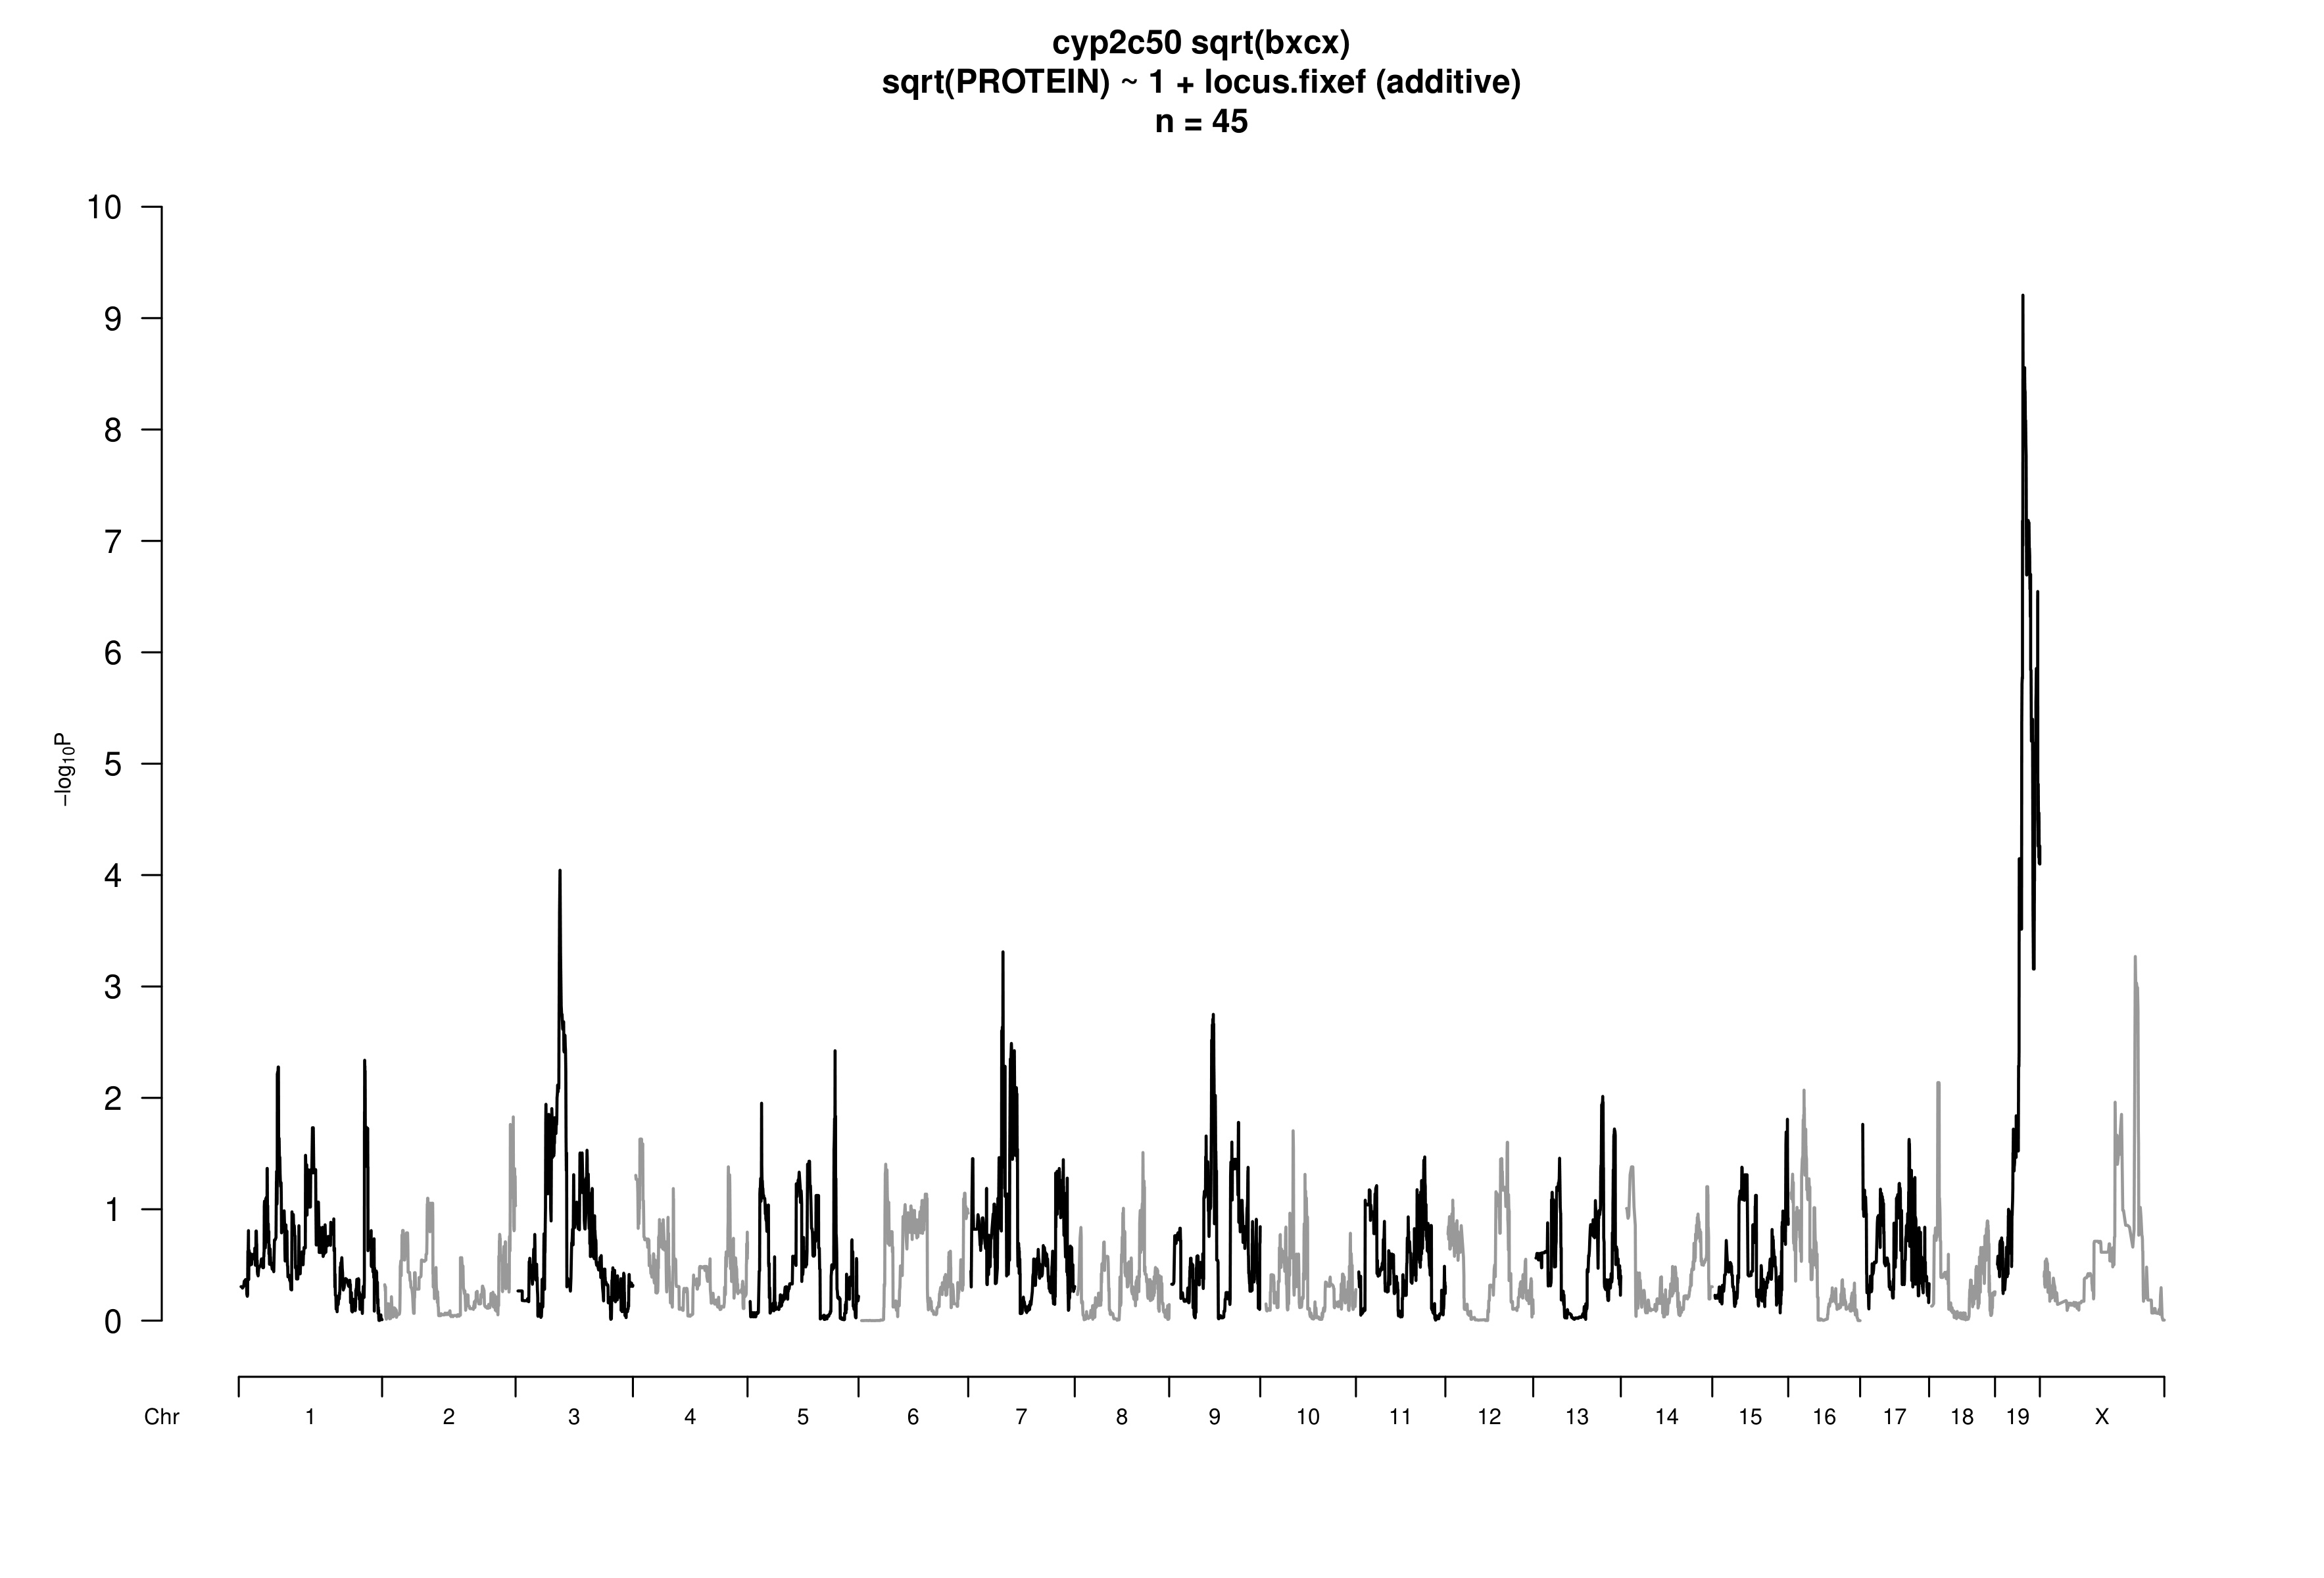 cyp2c50 sqrt(bxcx)
sqrt(PROTEIN) ~ 1 + locus.fixef (additive)
n = 45
10
9
8
7
6
5
4
3
2
1
0
−log10P
Chr 1 2 3 4 5 6 7 8 9 10 11 12 13 14 15 16 17 18 19 X